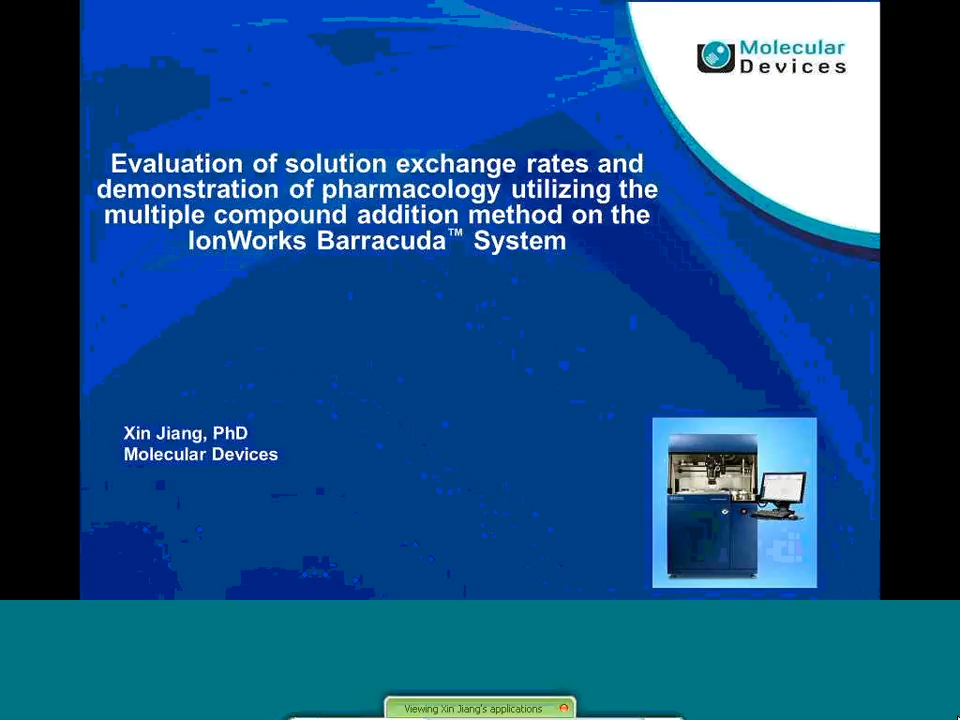 Molecular
Devices
Evaluation of solution exchange rates and
demonstration of pharmacology utilizing the
multiple compound addition method on the
IonWorks Barracuda™ System
Xin Jiang, PhD
Molecular Devices
Viewing Xin Jiang's applications